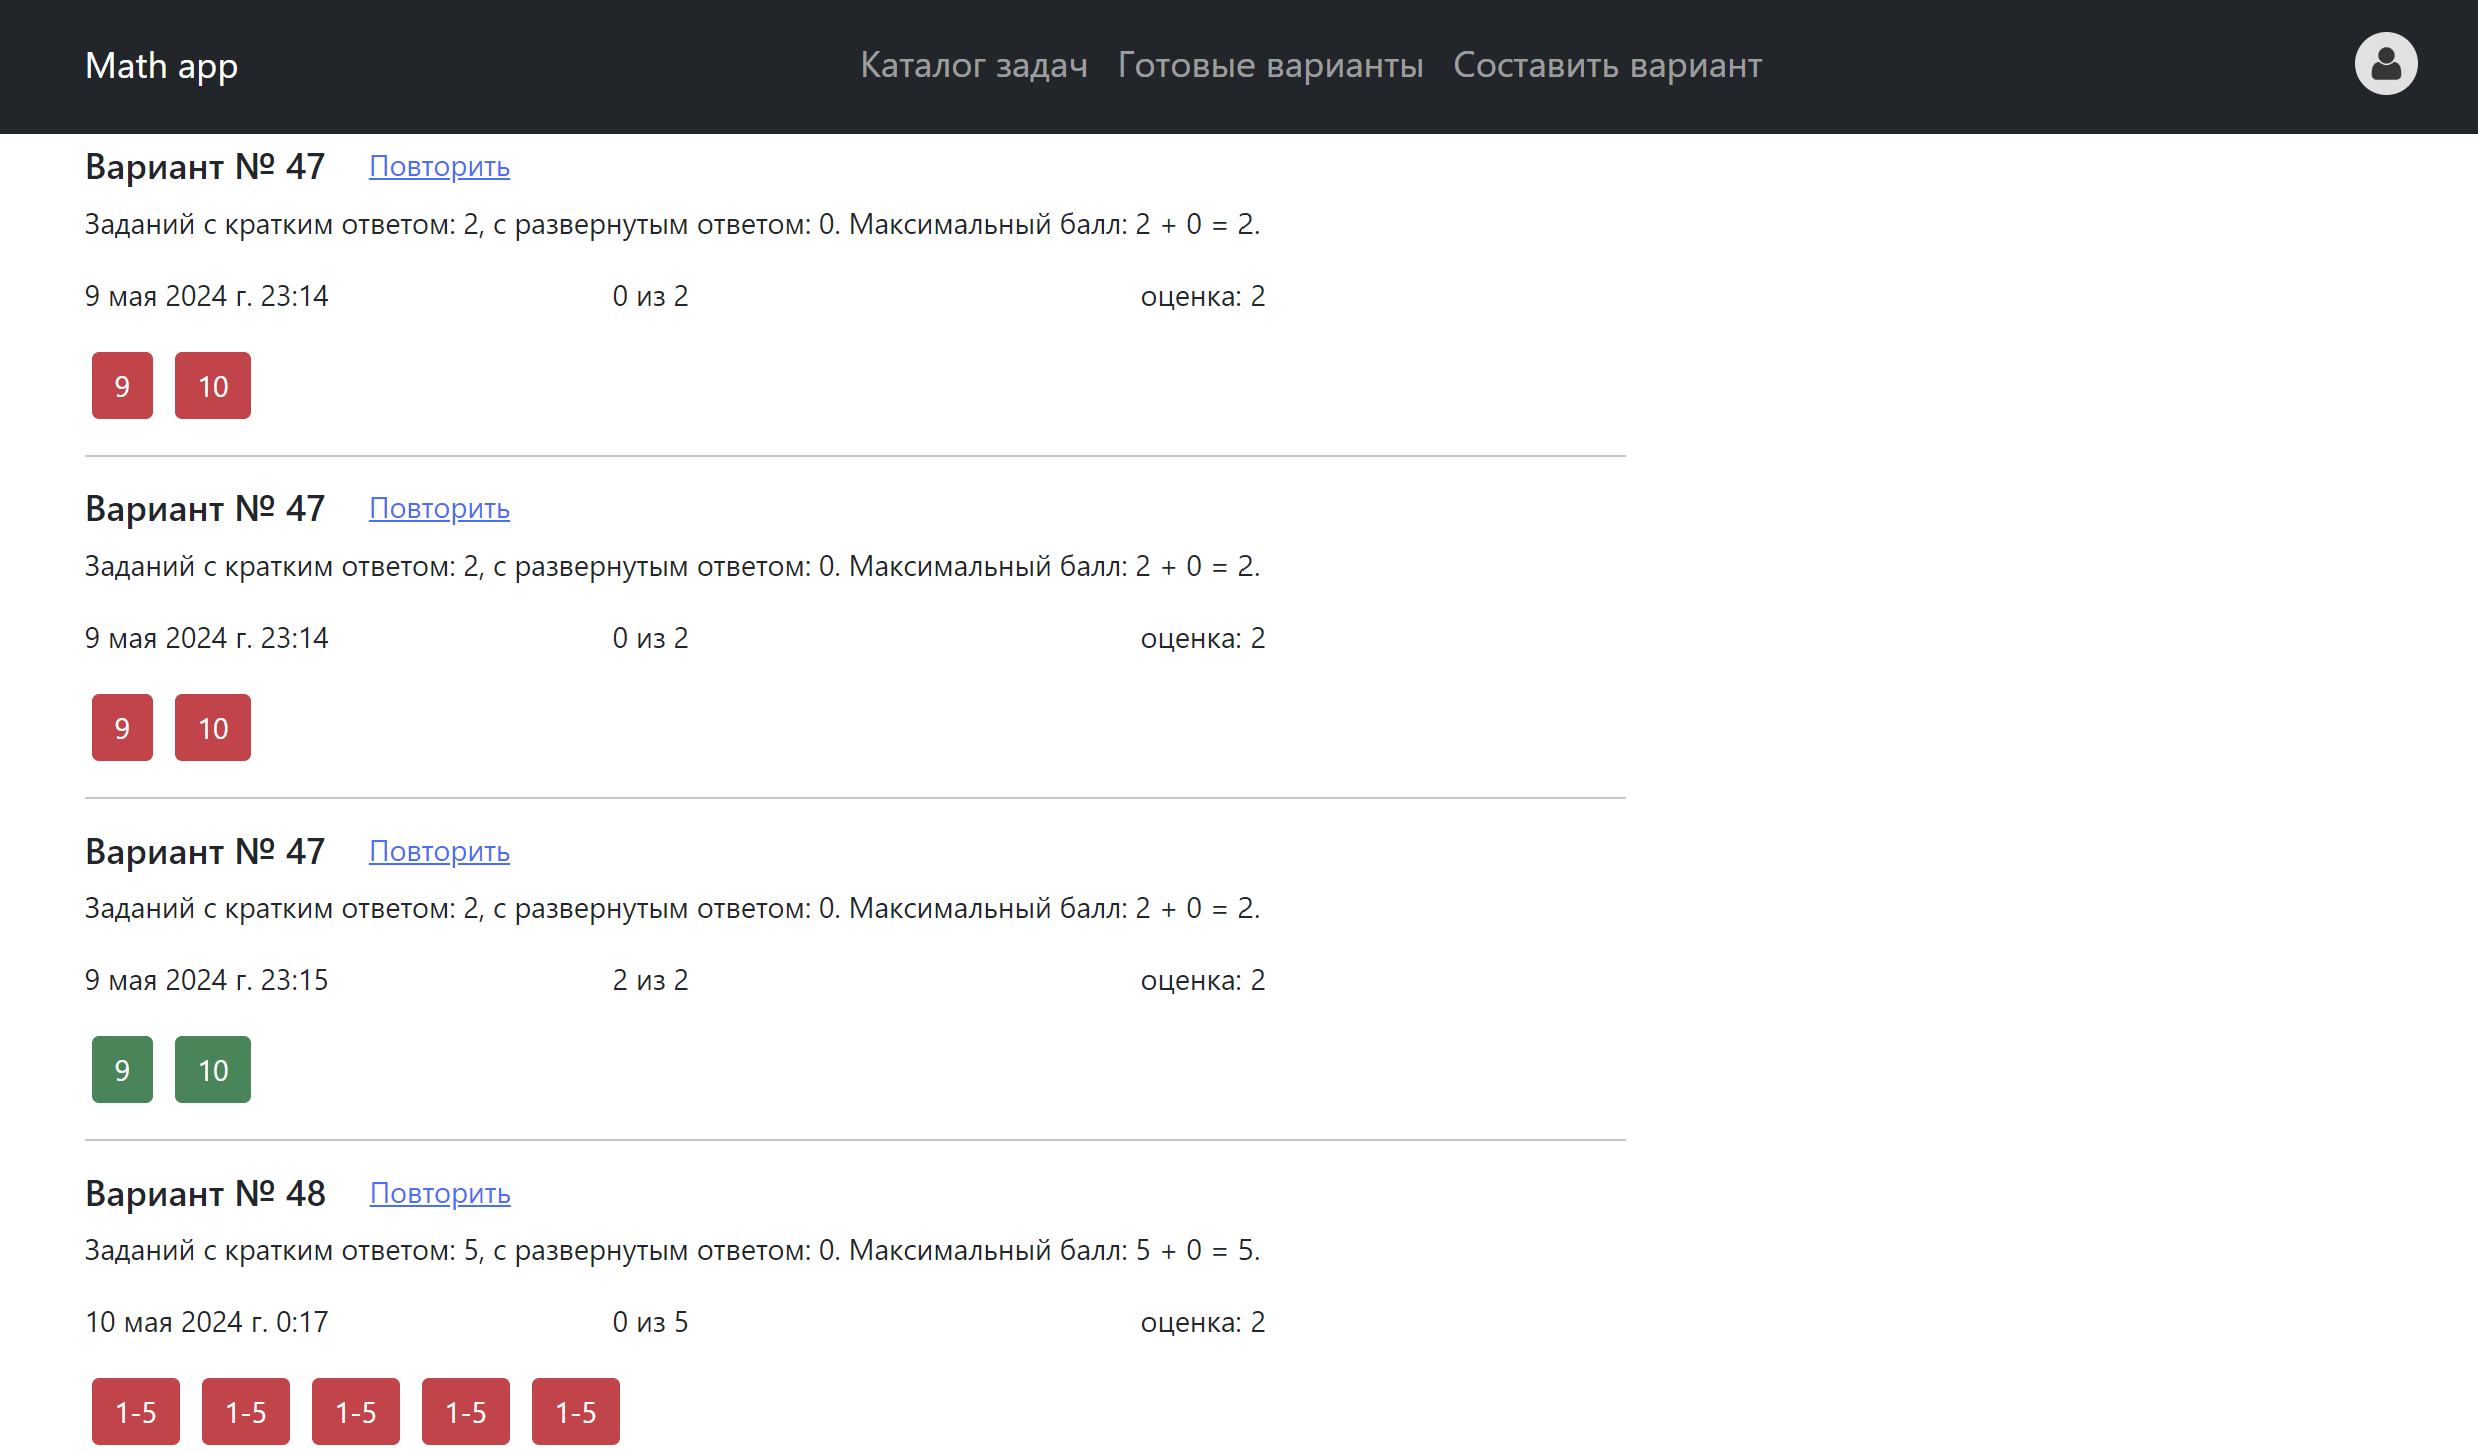 Math app Каталог задач Готовые варианты Составить вариант
Вариант № 47 Повторить
Заданий с кратким ответом: 2, с развернутым ответом: 0. Максимальный балл: 2 + 0 = 2.
9 мая 2024 г. 23:14 0 из 2 оценка: 2
9 10
Вариант № 47 Повторить
Заданий с кратким ответом: 2, с развернутым ответом: 0. Максимальный балл: 2 + 0 = 2.
9 мая 2024 г. 23:14 0 из 2 оценка: 2
9 10
Вариант № 47 Повторить
Заданий с кратким ответом: 2, с развернутым ответом: 0. Максимальный балл: 2 + 0 = 2.
9 мая 2024 г. 23:15 2 из 2 оценка: 2
9 10
Вариант № 48 Повторить
Заданий с кратким ответом: 5, с развернутым ответом: 0. Максимальный балл: 5 + 0 = 5.
10 мая 2024 г. 0:17 0 из 5 оценка: 2
1-5 1-5 1-5 1-5 1-5